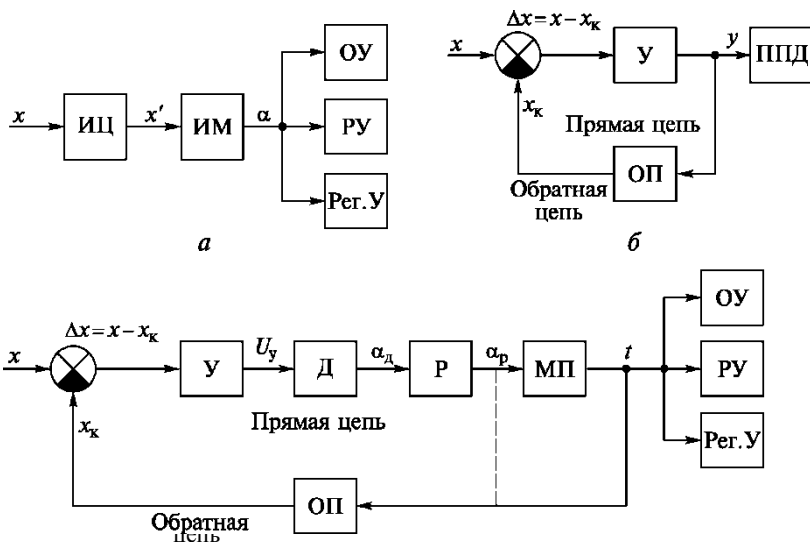 Δx = x – xк
x
У
y
ППД
xк
Прямая цепь
ОП
Обратная
цепь
б
x
ИЦ
x′
ИМ
α
ОУ
РУ
Рег.У
а
Δx = x – xк
x
У
Uу
Д
αд
Р
αр
МП
t
ОУ
РУ
Рег.У
xк
Прямая цепь
ОП
Обратная
цепь